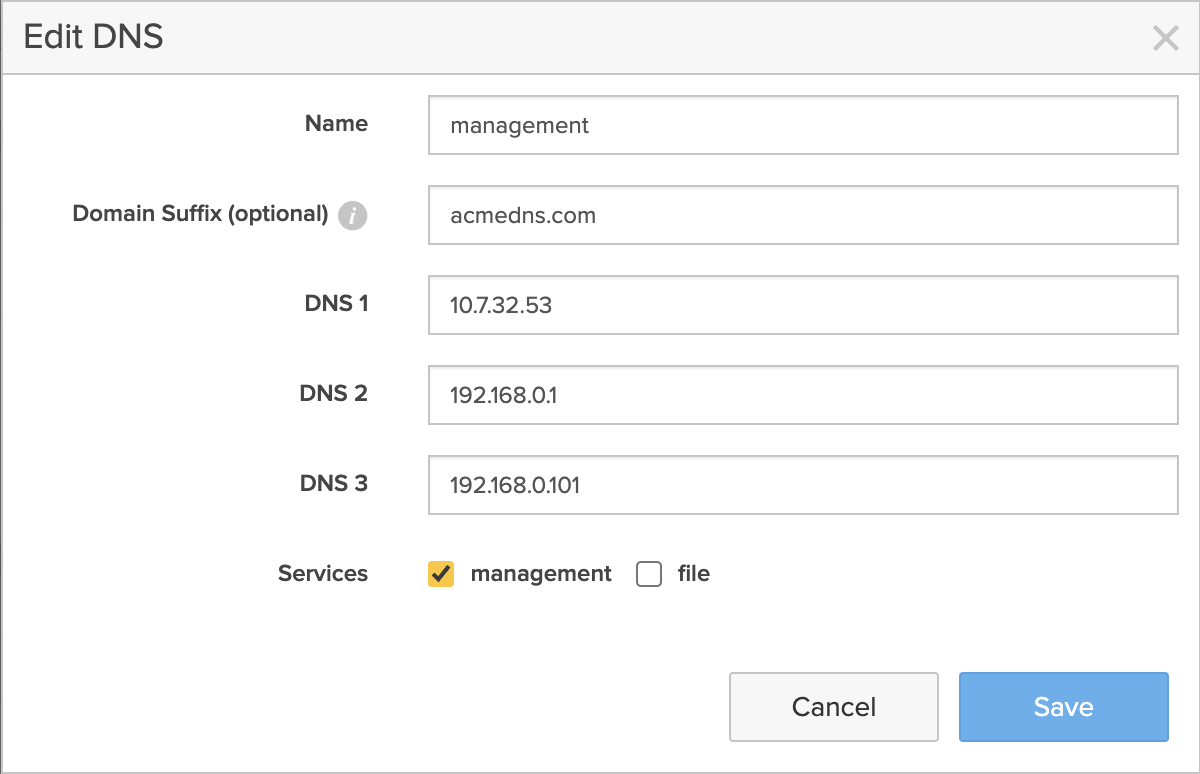 Edit DNS
Name
management
Domain Suffix (optional) i
acmedns.com
DNS 1
10.7.32.53
DNS 2
192.168.0.1
DNS 3
192.168.0.101
Services
management file
Cancel Save